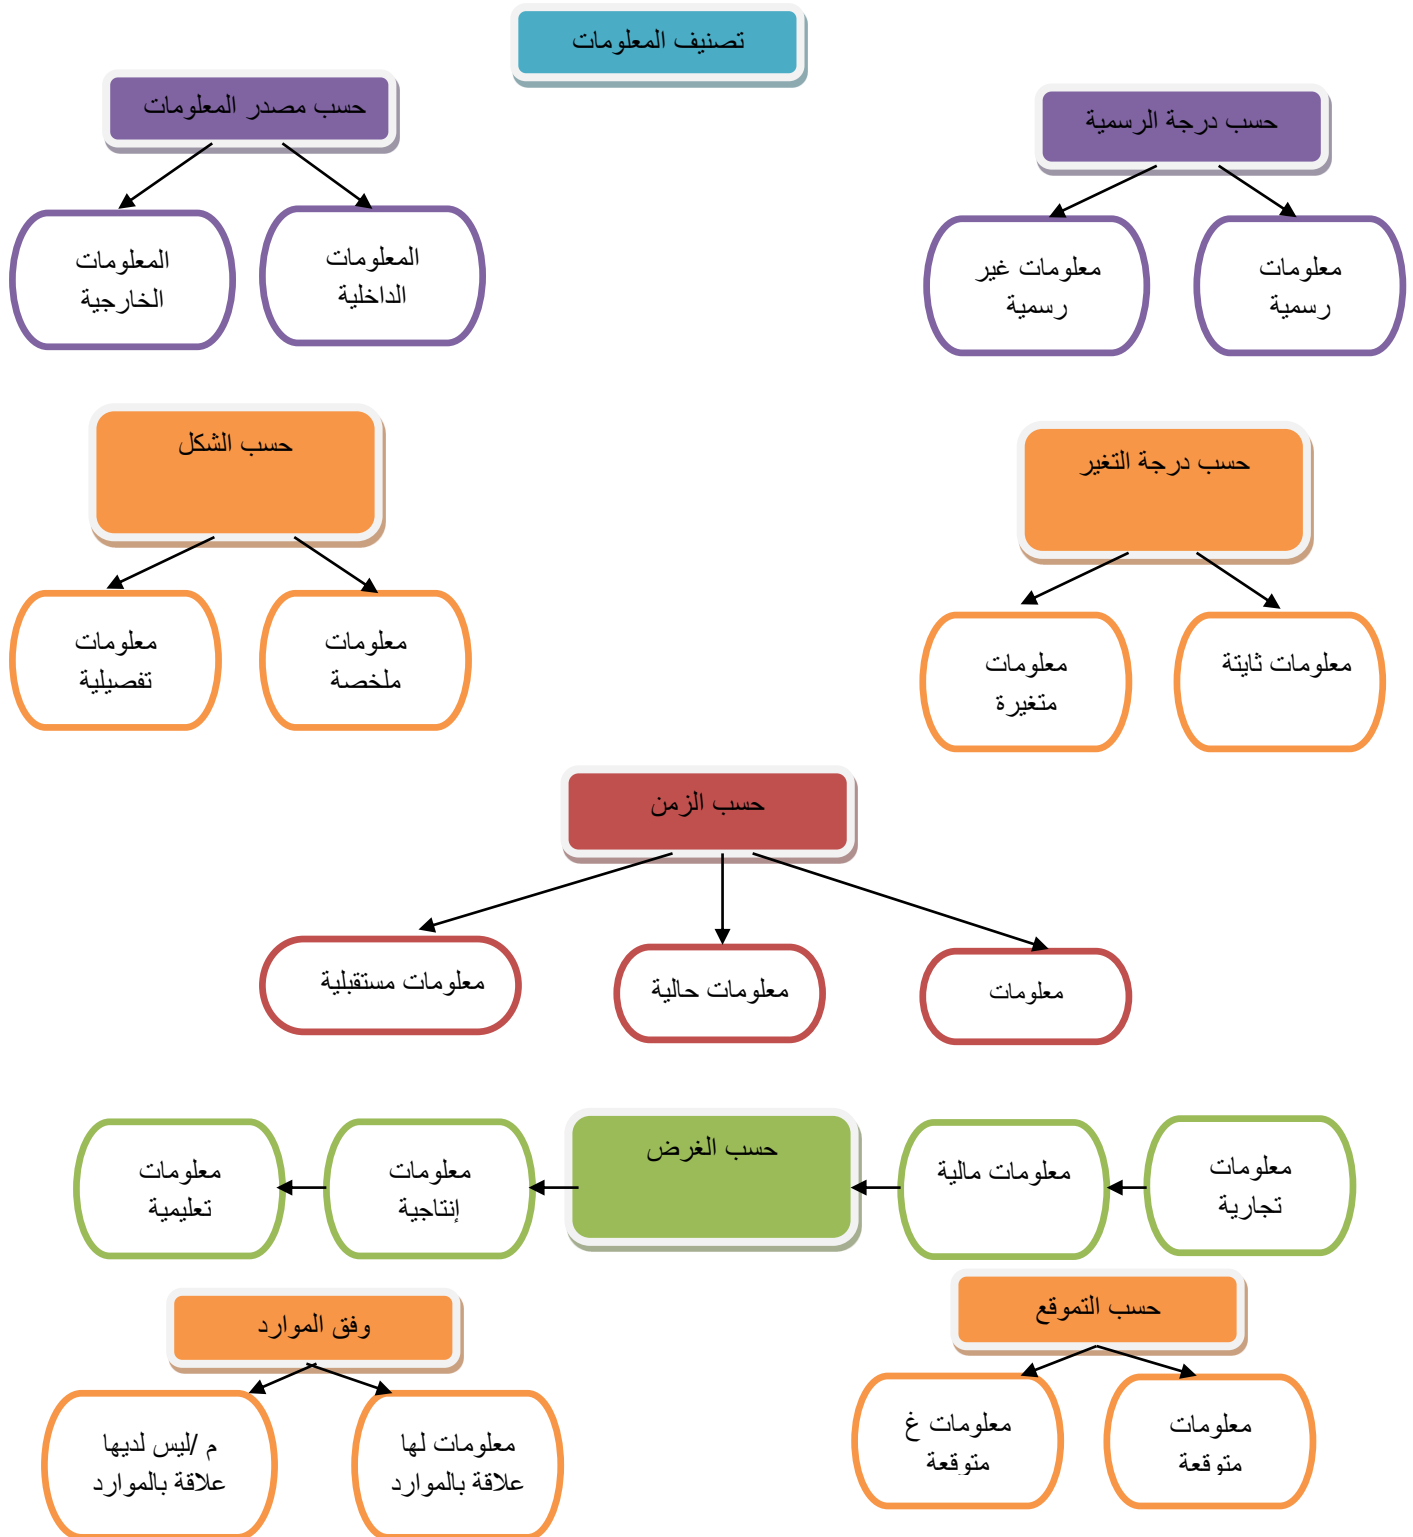 تصنيف المعلومات
حسب درجة الرسمية
حسب مصدر المعلومات
معلومات
رسمية
معلومات غير
رسمية
المعلومات
الداخلية
المعلومات
الخارجية
حسب درجة التغير
حسب الشكل
معلومات ثايتة
معلومات
متغيرة
معلومات
ملخصة
معلومات
تفصيلية
حسب الزمن
معلومات
معلومات حالية
معلومات مستقبلية
معلومات
تجارية
معلومات مالية
حسب الغرض
معلومات
إنتاجية
معلومات
تعليمية
حسب التموقع
وفق الموارد
معلومات
متوقعة
معلومات غ
متوقعة
معلومات لها
علاقة بالموارد
م /ليس لديها
علاقة بالموارد